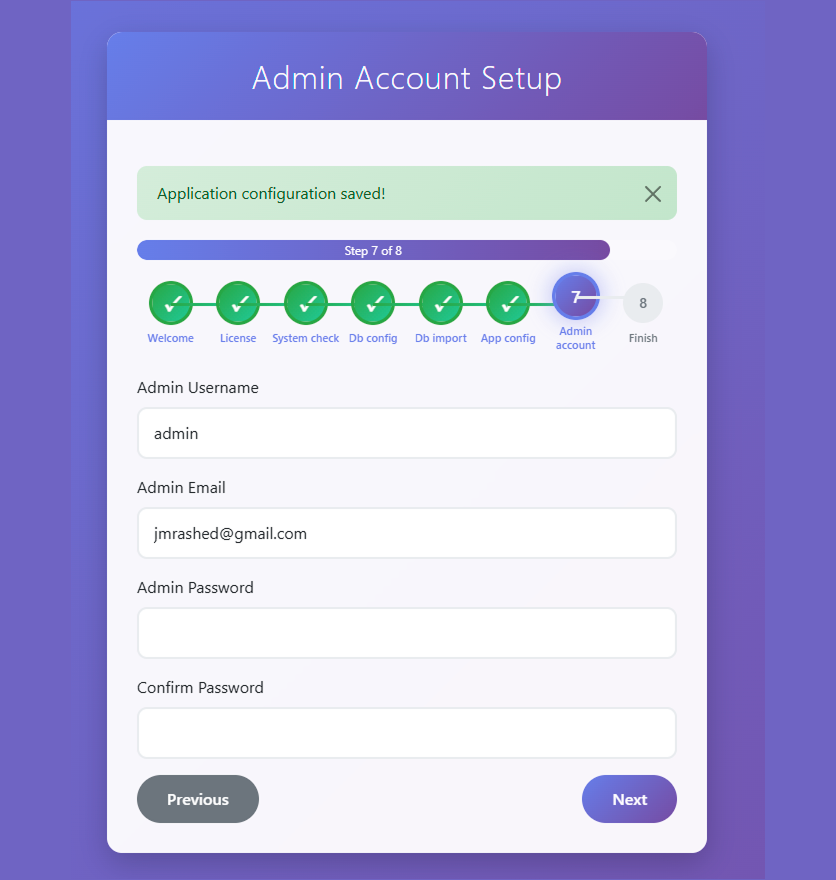 Admin Account Setup
Application configuration saved!
Step 7 of 8
7
8
Welcome
License
System check
Db config
Db import
App config
Admin
account
Finish
Admin Username
admin
Admin Email
jmrashed@gmail.com
Admin Password
Confirm Password
Previous
Next